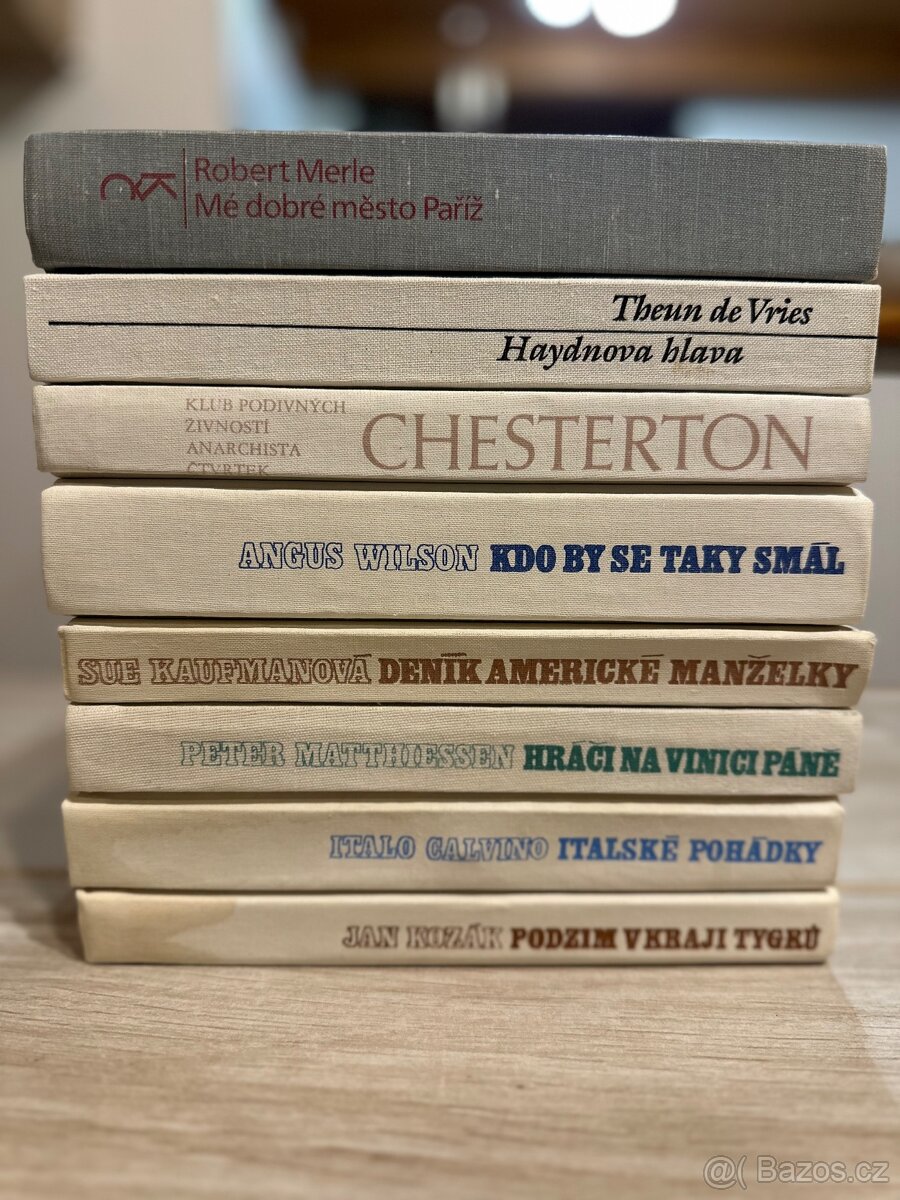 Robert Merle
Mé dobré město Paříž
Theun de Vries
Haydnova hlava
KLUB PODIVNÝCH
ŽIVNOSTÍ
ANARCHISTA
ČTVRTEK
CHESTERTON
ANGUS WILSON KDO BY SE TAKY SMÁL
SUE KAUFMANOVÁ DENÍK AMERICKÉ MANŽELKY
PETER MATTHIESSEN HRÁČI NA VINICI PÁNĚ
ITALO CALVINO ITALSKÉ POHÁDKY
JAN KOZÁK PODZIM V KRAJI TYGRŮ
@( Bazos.cz